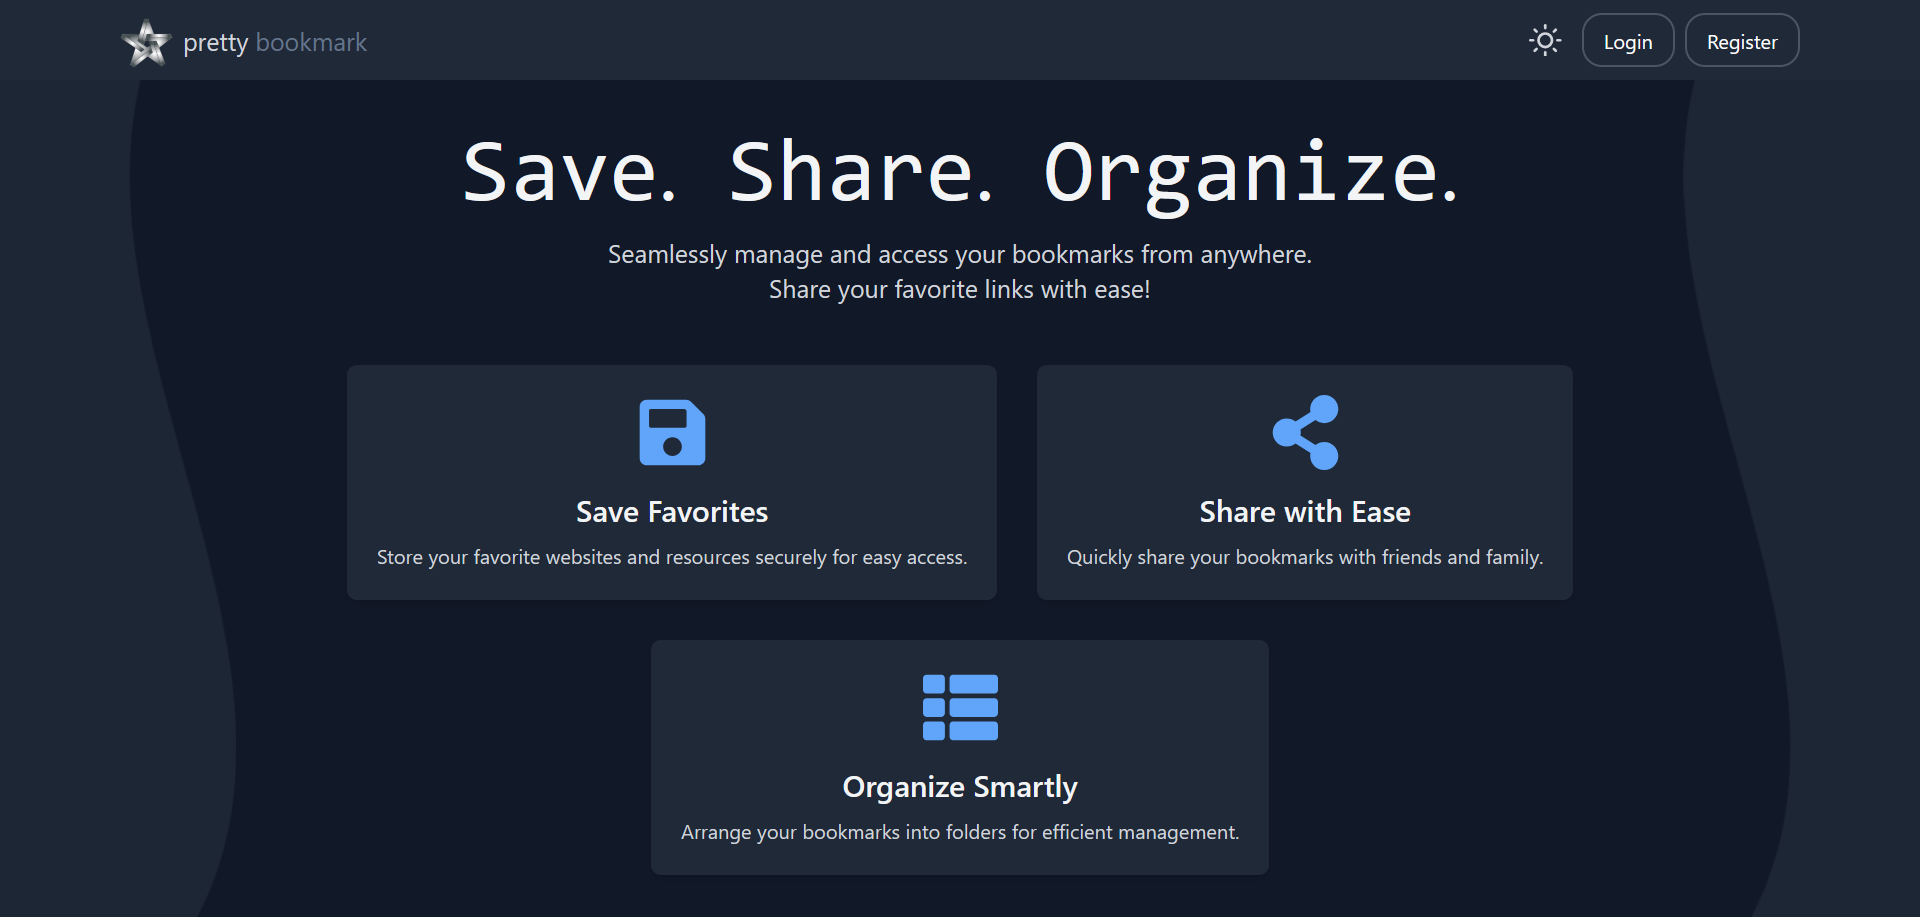 pretty bookmark
Login
Register
Save. Share. Organize.
Seamlessly manage and access your bookmarks from anywhere.
Share your favorite links with ease!
Save Favorites
Store your favorite websites and resources securely for easy access.
Share with Ease
Quickly share your bookmarks with friends and family.
Organize Smartly
Arrange your bookmarks into folders for efficient management.